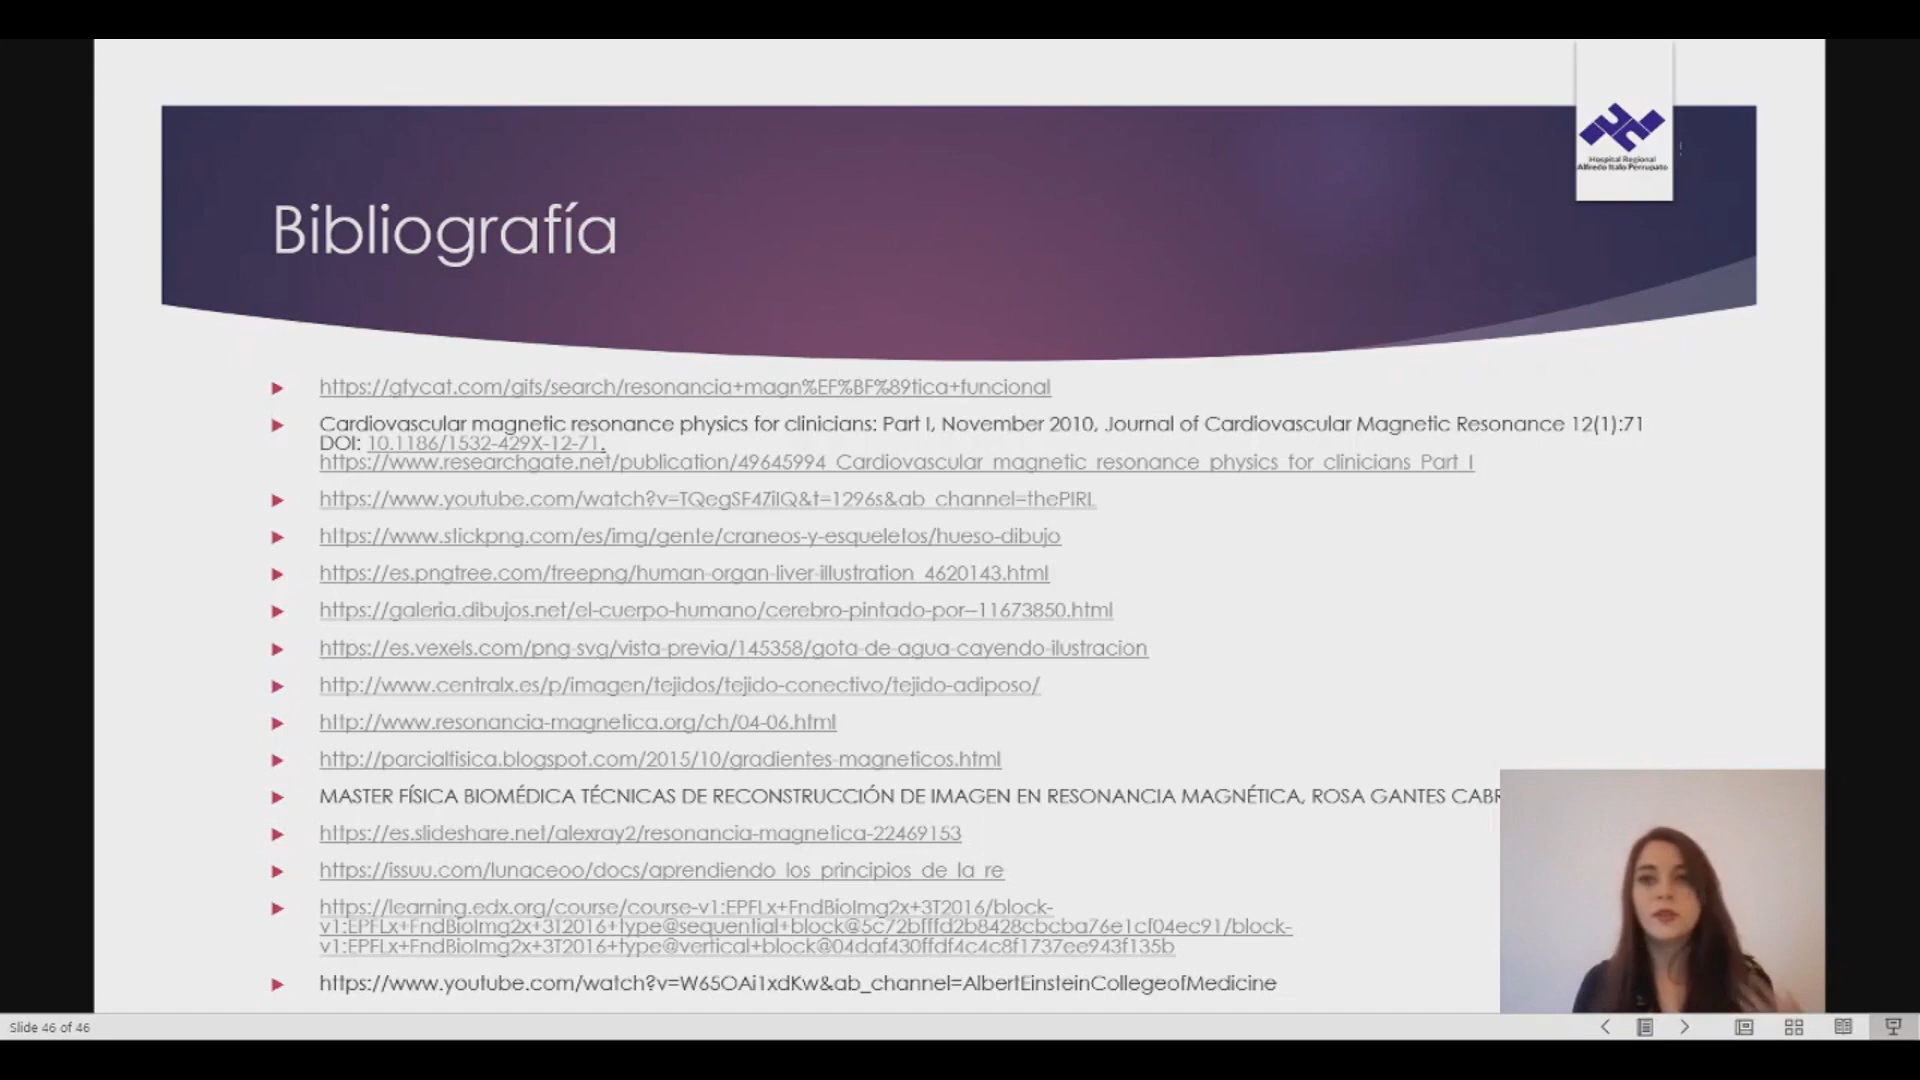 Hospital Regional
Alfredo Italo Perrupato
Bibliografía
https://gfycat.com/gifs/search/resonancia+magn%EF%BF%89tica+funcional
Cardiovascular magnetic resonance physics for clinicians: Part I, November 2010, Journal of Cardiovascular Magnetic Resonance 12(1):71
DOI: 10.1186/1532-429X-12-71.
https://www.researchgate.net/publication/49645994_Cardiovascular_magnetic_resonance_physics_for_clinicians_Part_I
https://www.youtube.com/watch?v=TQegSF4ZiIQ&t=1296s&ab_channel=thePIRL
https://www.stickpng.com/es/img/gente/craneos-y-esqueletos/hueso-dibujo
https://es.pngtree.com/freepng/human-organ-liver-illustration_4620143.html
https://galeria.dibujos.net/el-cuerpo-humano/cerebro-pintado-por--11673850.html
https://es.vexels.com/png-svg/vista-previa/145358/gota-de-agua-cayendo-ilustracion
http://www.centralx.es/p/imagen/tejidos/tejido-conectivo/tejido-adiposo/
http://www.resonancia-magnetica.org/ch/04-06.html
http://parcialfisica.blogspot.com/2015/10/gradientes-magneticos.html
MASTER FÍSICA BIOMÉDICA TÉCNICAS DE RECONSTRUCCIÓN DE IMAGEN EN RESONANCIA MAGNÉTICA, ROSA GANTES CABR
https://es.slideshare.net/alexray2/resonancia-magnetica-22469153
https://issuu.com/lunaceoo/docs/aprendiendo_los_principios_de_la_re
https://learning.edx.org/course/course-v1:EPFLx+FndBioImg2x+3T2016/block-
v1:EPFLx+FndBioImg2x+3T2016+type@sequential+block@5c72bfffd2b8428cbcba76e1cf04ec91/block-
v1:EPFLx+FndBioImg2x+3T2016+type@vertical+block@04daf430ffdf4c4c8f1737ee943f135b
https://www.youtube.com/watch?v=W65OAi1xdKw&ab_channel=AlbertEinsteinCollegeofMedicine
Slide 46 of 46